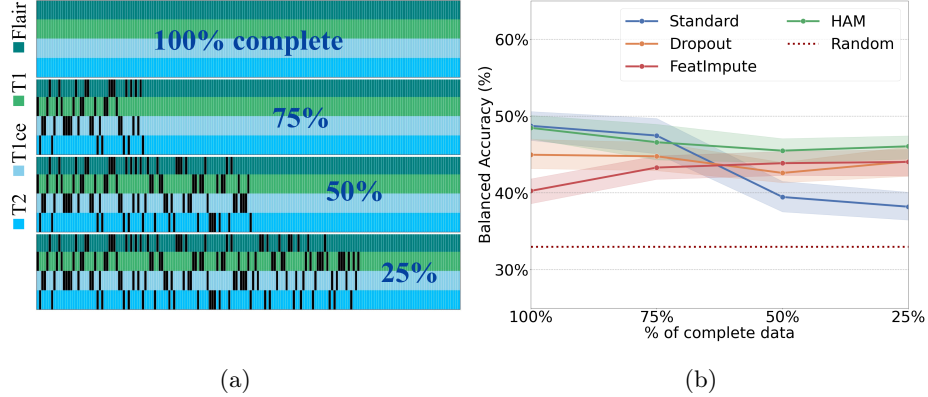 Flair
T1
T1ce
T2
100% complete
75%
50%
25%
Standard
Dropout
FeatImpute
HAM
Random
60%
50%
40%
30%
Balanced Accuracy (%)
100%
75%
50%
25%
% of complete data
(a)
(b)